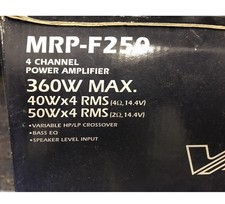 MRP-F250
4 CHANNEL
POWER AMPLIFIER
360W MAX.
40Wx4 RMS (4Ω, 14.4V)
50Wx4 RMS (2Ω, 14.4V)
• VARIABLE HP/LP CROSSOVER
• BASS EQ
• SPEAKER LEVEL INPUT